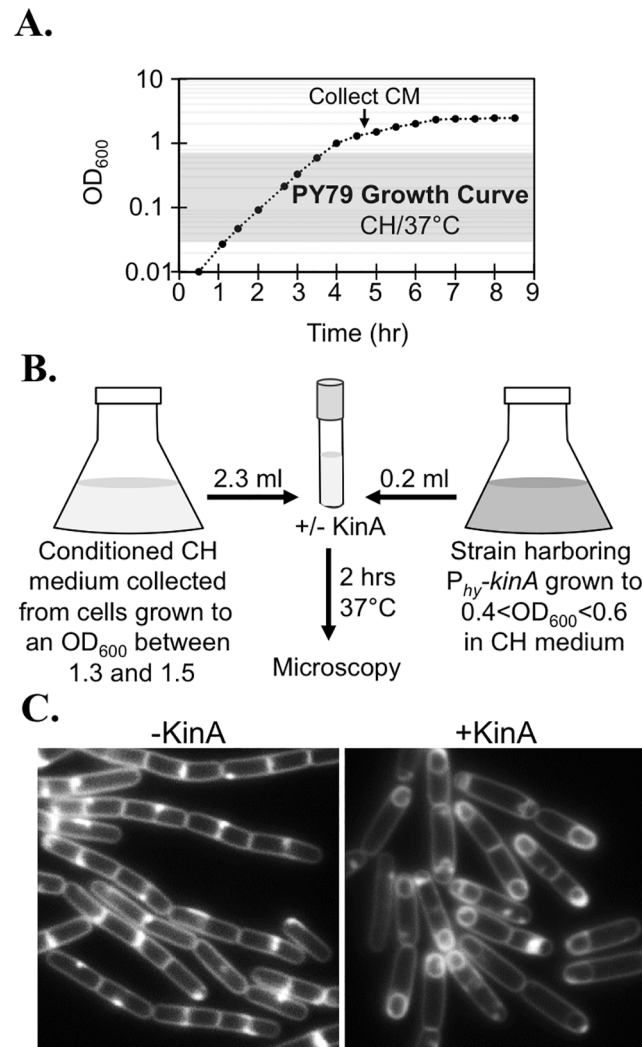 A.
10
1
0.1
0.01
OD600
Collect CM
PY79 Growth Curve
CH/37°C
0 1 2 3 4 5 6 7 8 9
Time (hr)
B.
2.3 ml
0.2 ml
+/- KinA
Conditioned CH
medium collected
from cells grown to
an OD600 between
1.3 and 1.5
2 hrs
37°C
Microscopy
Strain harboring
Phy-kinA grown to
0.4<OD600<0.6
in CH medium
C.
-KinA
+KinA